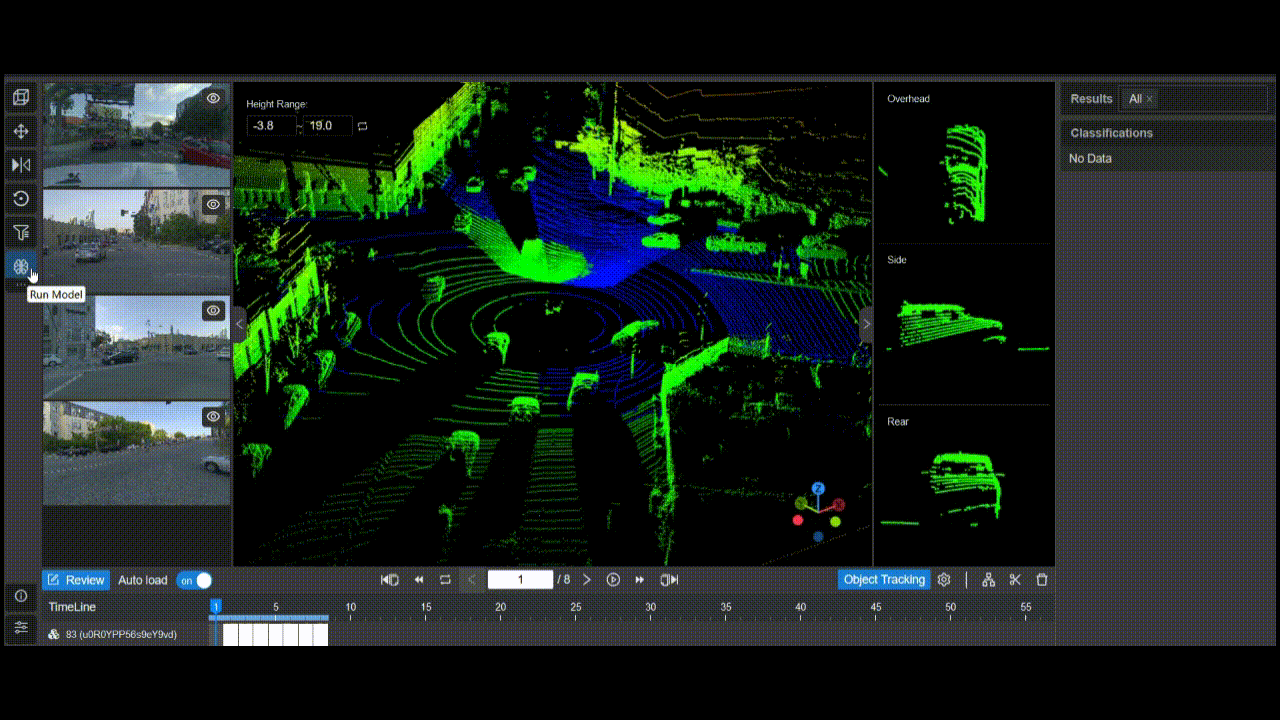 Height Range:
-3.8 ~ 19.0
Run Model
Overhead
Side
Rear
Z
Results All ×
Classifications
No Data
Review Auto load on
1 / 8
Object Tracking
TimeLine 1 5 10 15 20 25 30 35 40 45 50 55
83 (u0R0YPP56s9eY9vd)